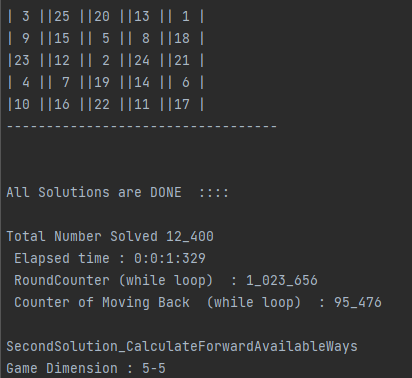 | 3 ||25 ||20 ||13 || 1 |
| 9 ||15 || 5 || 8 ||18 |
|23 ||12 || 2 ||24 ||21 |
| 4 || 7 ||19 ||14 || 6 |
|10 ||16 ||22 ||11 ||17 |
----------------------------------
All Solutions are DONE  ::::
Total Number Solved 12_400
 Elapsed time : 0:0:1:329
 RoundCounter (while loop)  : 1_023_656
 Counter of Moving Back  (while loop)  : 95_476
SecondSolution_CalculateForwardAvailableWays
Game Dimension : 5-5